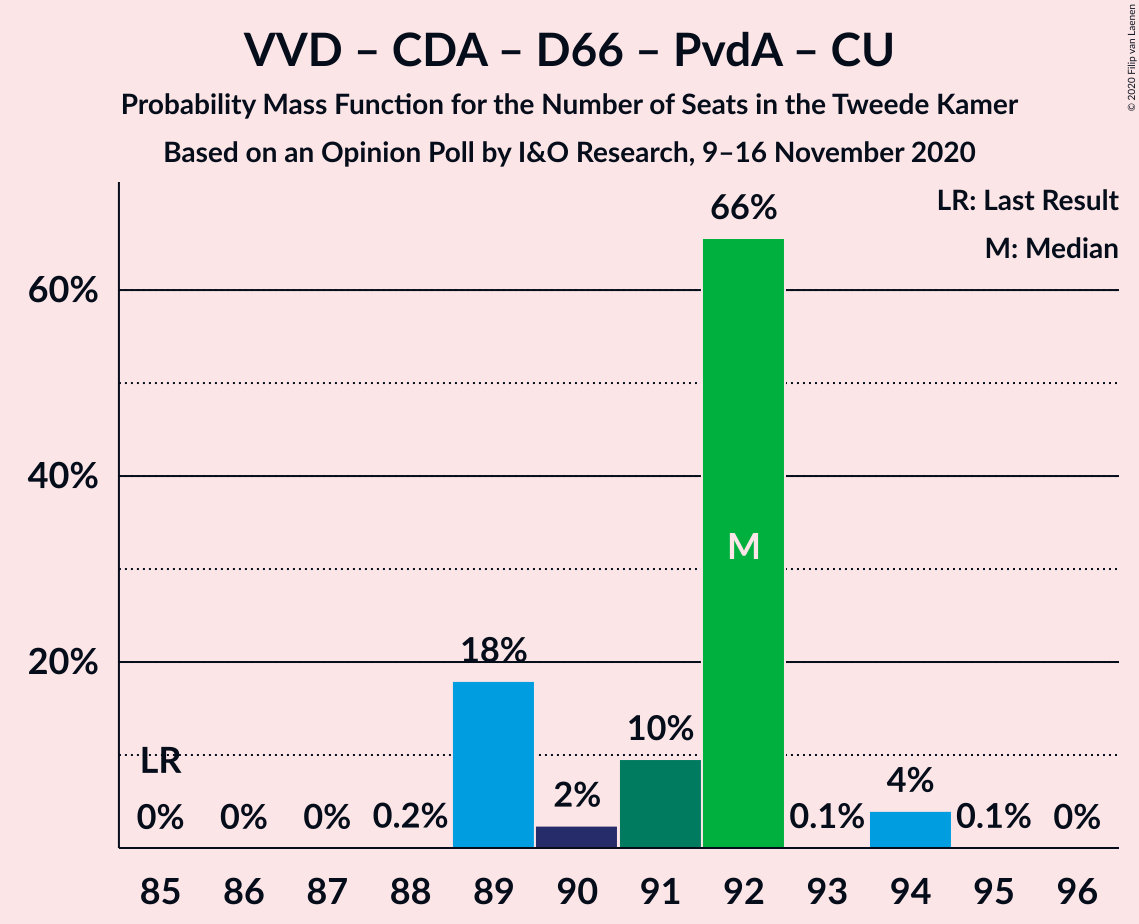 VVD – CDA – D66 – PvdA – CU
Probability Mass Function for the Number of Seats in the Tweede Kamer
Based on an Opinion Poll by I&O Research, 9–16 November 2020
© 2020 Filip van Laenen
LR: Last Result
M: Median
66%
60%
40%
M
20%
18%
10%
LR
2%
4%
0%
0%
0%
0.2%
0.1%
0.1%
0%
85 86 87 88 89 90 91 92 93 94 95 96